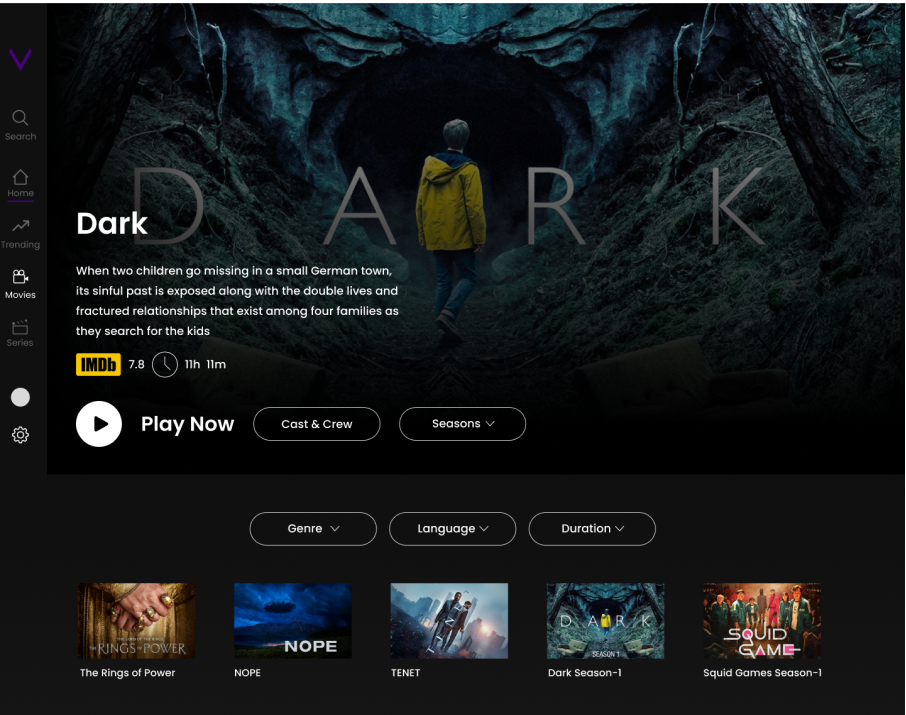 Search
Home
Trending
Movies
Series
D A R K
Dark
When two children go missing in a small German town,
its sinful past is exposed along with the double lives and
fractured relationships that exist among four families as
they search for the kids
IMDb 7.8 11h 11m
Play Now
Cast & Crew
Seasons
Genre
Language
Duration
THE LORD OF THE RINGS
THE RINGS OF POWER
NOPE
TENET
D A R K
SEASON 1
SQUID
GAME
The Rings of Power
NOPE
TENET
Dark Season-1
Squid Games Season-1